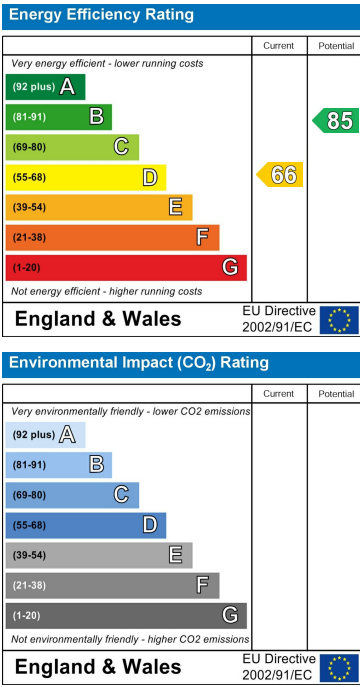 Energy Efficiency Rating
Current Potential
Very energy efficient - lower running costs
(92 plus) A
(81-91) B
85
(69-80) C
(55-68) D
66
(39-54) E
(21-38) F
(1-20) G
Not energy efficient - higher running costs
England & Wales
EU Directive
2002/91/EC
Environmental Impact (CO₂) Rating
Current Potential
Very environmentally friendly - lower CO2 emissions
(92 plus) A
(81-91) B
(69-80) C
(55-68) D
(39-54) E
(21-38) F
(1-20) G
Not environmentally friendly - higher CO2 emissions
England & Wales
EU Directive
2002/91/EC